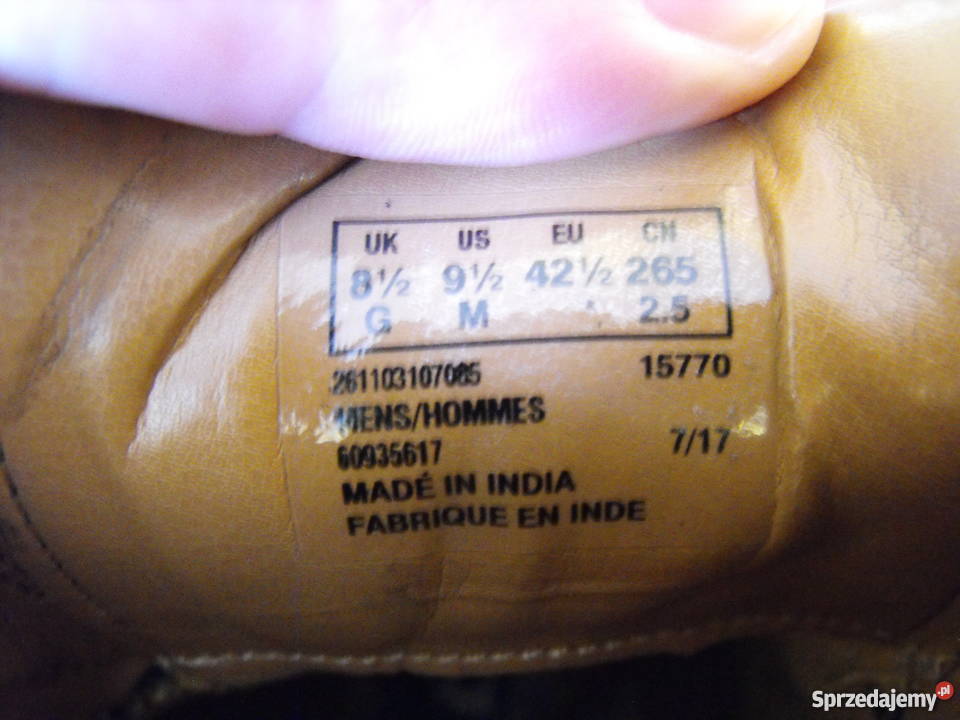 UK US EU CH
8½ 9½ 42½ 265
G M 2.5
261103107085 15770
MENS/HOMMES
60935617 7/17
MADÉ IN INDIA
FABRIQUE EN INDE
Sprzedajemy.pl